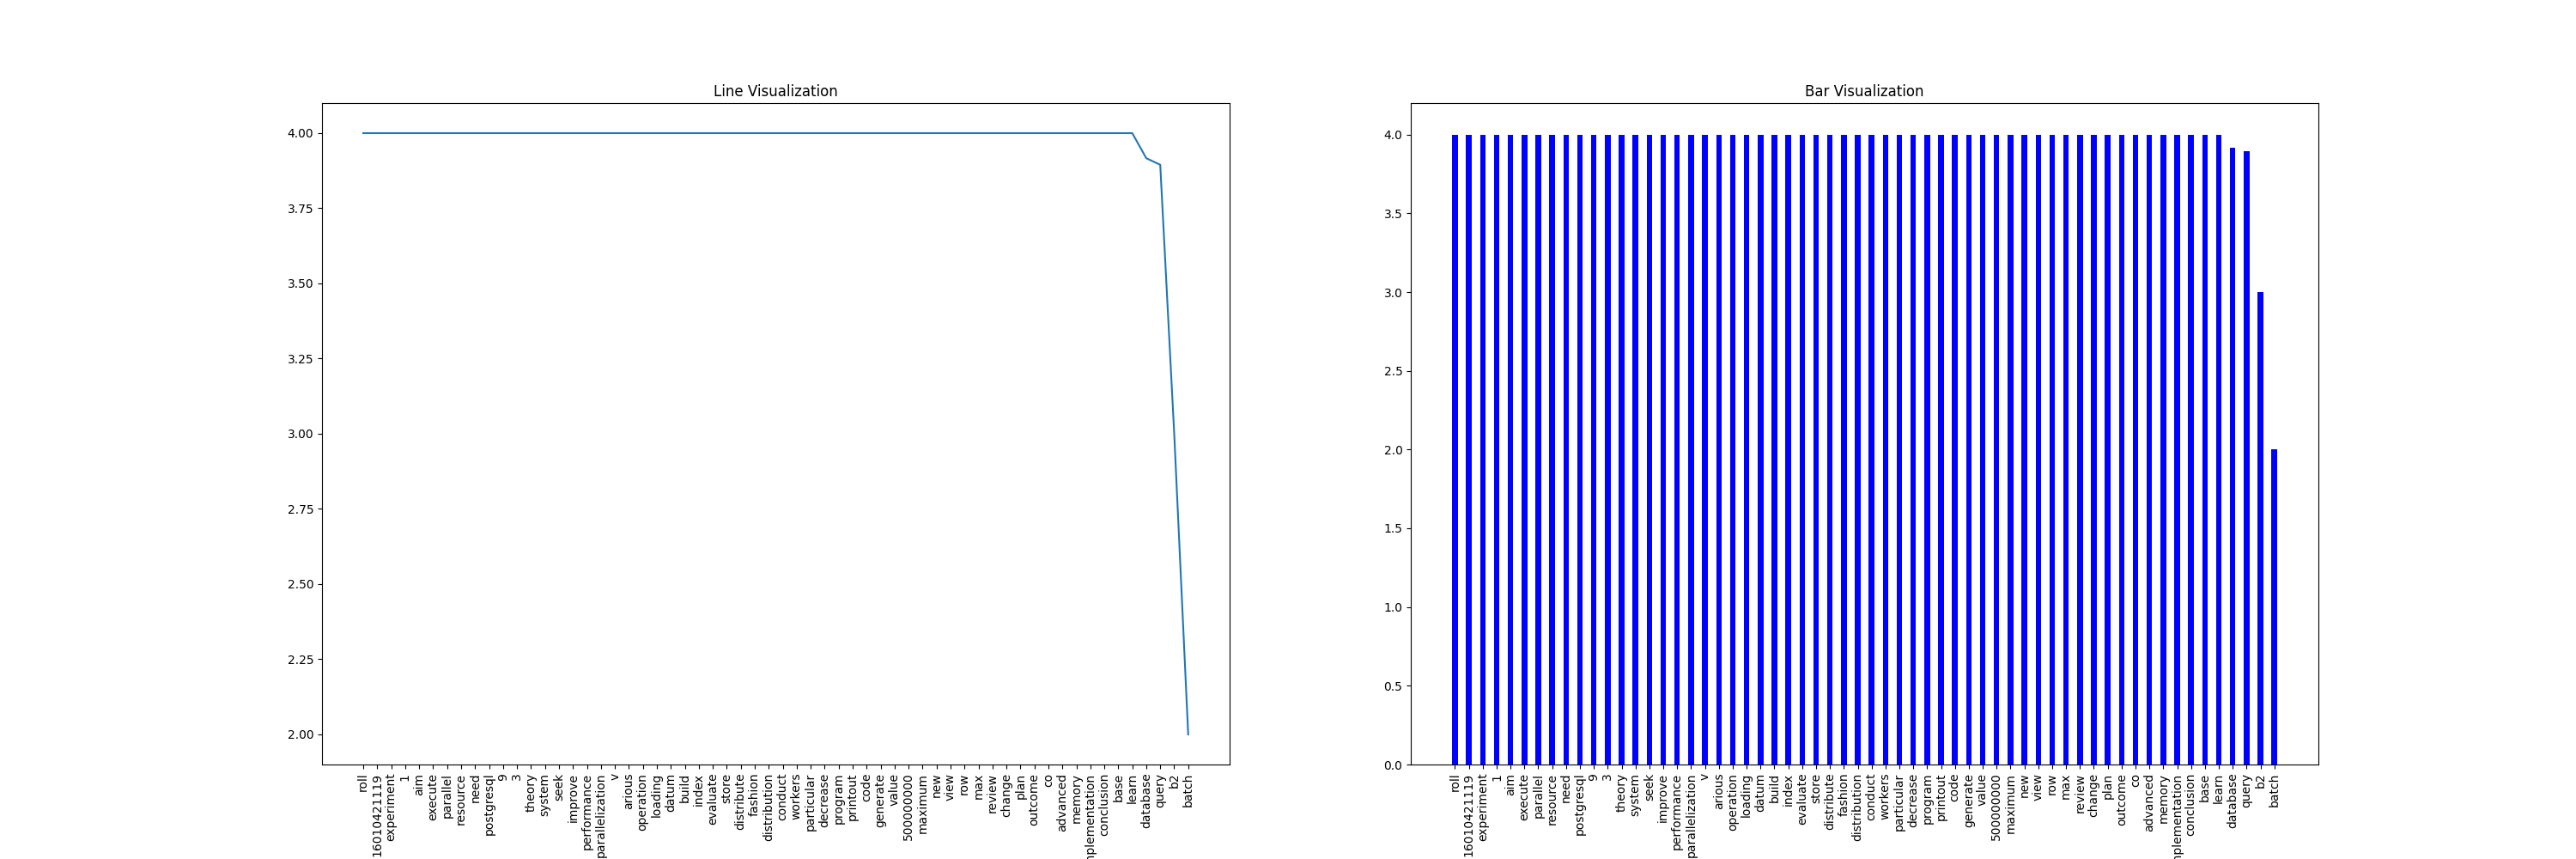 Line Visualization
4.00
3.75
3.50
3.25
3.00
2.75
2.50
2.25
2.00
roll
16010421119
experiment
1
aim
execute
parallel
resource
need
postgresql
9
3
theory
system
seek
improve
performance
parallelization
v
arious
operation
loading
datum
build
index
evaluate
store
distribute
fashion
distribution
conduct
workers
particular
decrease
program
printout
code
generate
value
500000000
maximum
new
view
row
max
review
change
plan
outcome
co
advanced
memory
nplementation
conclusion
base
learn
database
query
b2
batch
Bar Visualization
4.0
3.5
3.0
2.5
2.0
1.5
1.0
0.5
0.0
roll
16010421119
experiment
1
aim
execute
parallel
resource
need
postgresql
9
3
theory
system
seek
improve
performance
parallelization
v
arious
operation
loading
datum
build
index
evaluate
store
distribute
fashion
distribution
conduct
workers
particular
decrease
program
printout
code
generate
value
500000000
maximum
new
view
row
max
review
change
plan
outcome
co
advanced
memory
nplementation
conclusion
base
learn
database
query
b2
batch